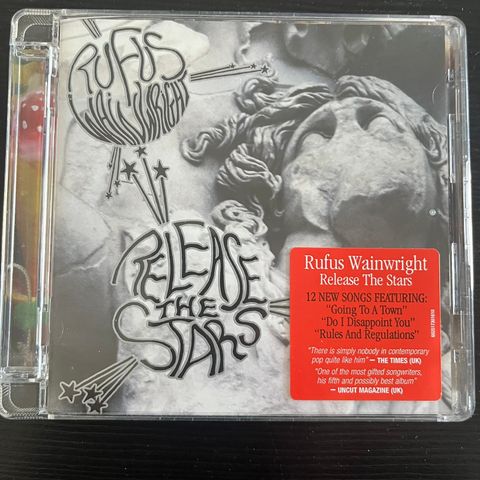 RUFUS
WAINWRIGHT
RELEASE
THE
STARS
Rufus Wainwright
Release The Stars
12 NEW SONGS FEATURING:
"Going To A Town"
"Do I Disappoint You"
"Rules And Regulations"
"There is simply nobody in contemporary
pop quite like him" — THE TIMES (UK)
"One of the most gifted songwriters,
his fifth and possibly best album"
— UNCUT MAGAZINE (UK)